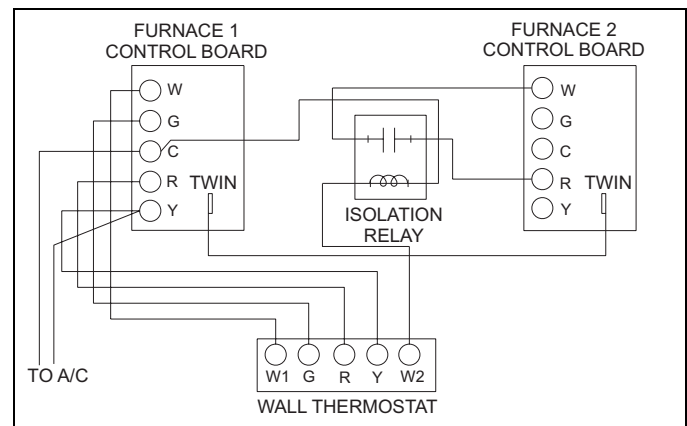 FURNACE 1
CONTROL BOARD
W
G
C
R TWIN
Y
TO A/C
ISOLATION
RELAY
FURNACE 2
CONTROL BOARD
W
G
C
R TWIN
Y
W1 G R Y W2
WALL THERMOSTAT